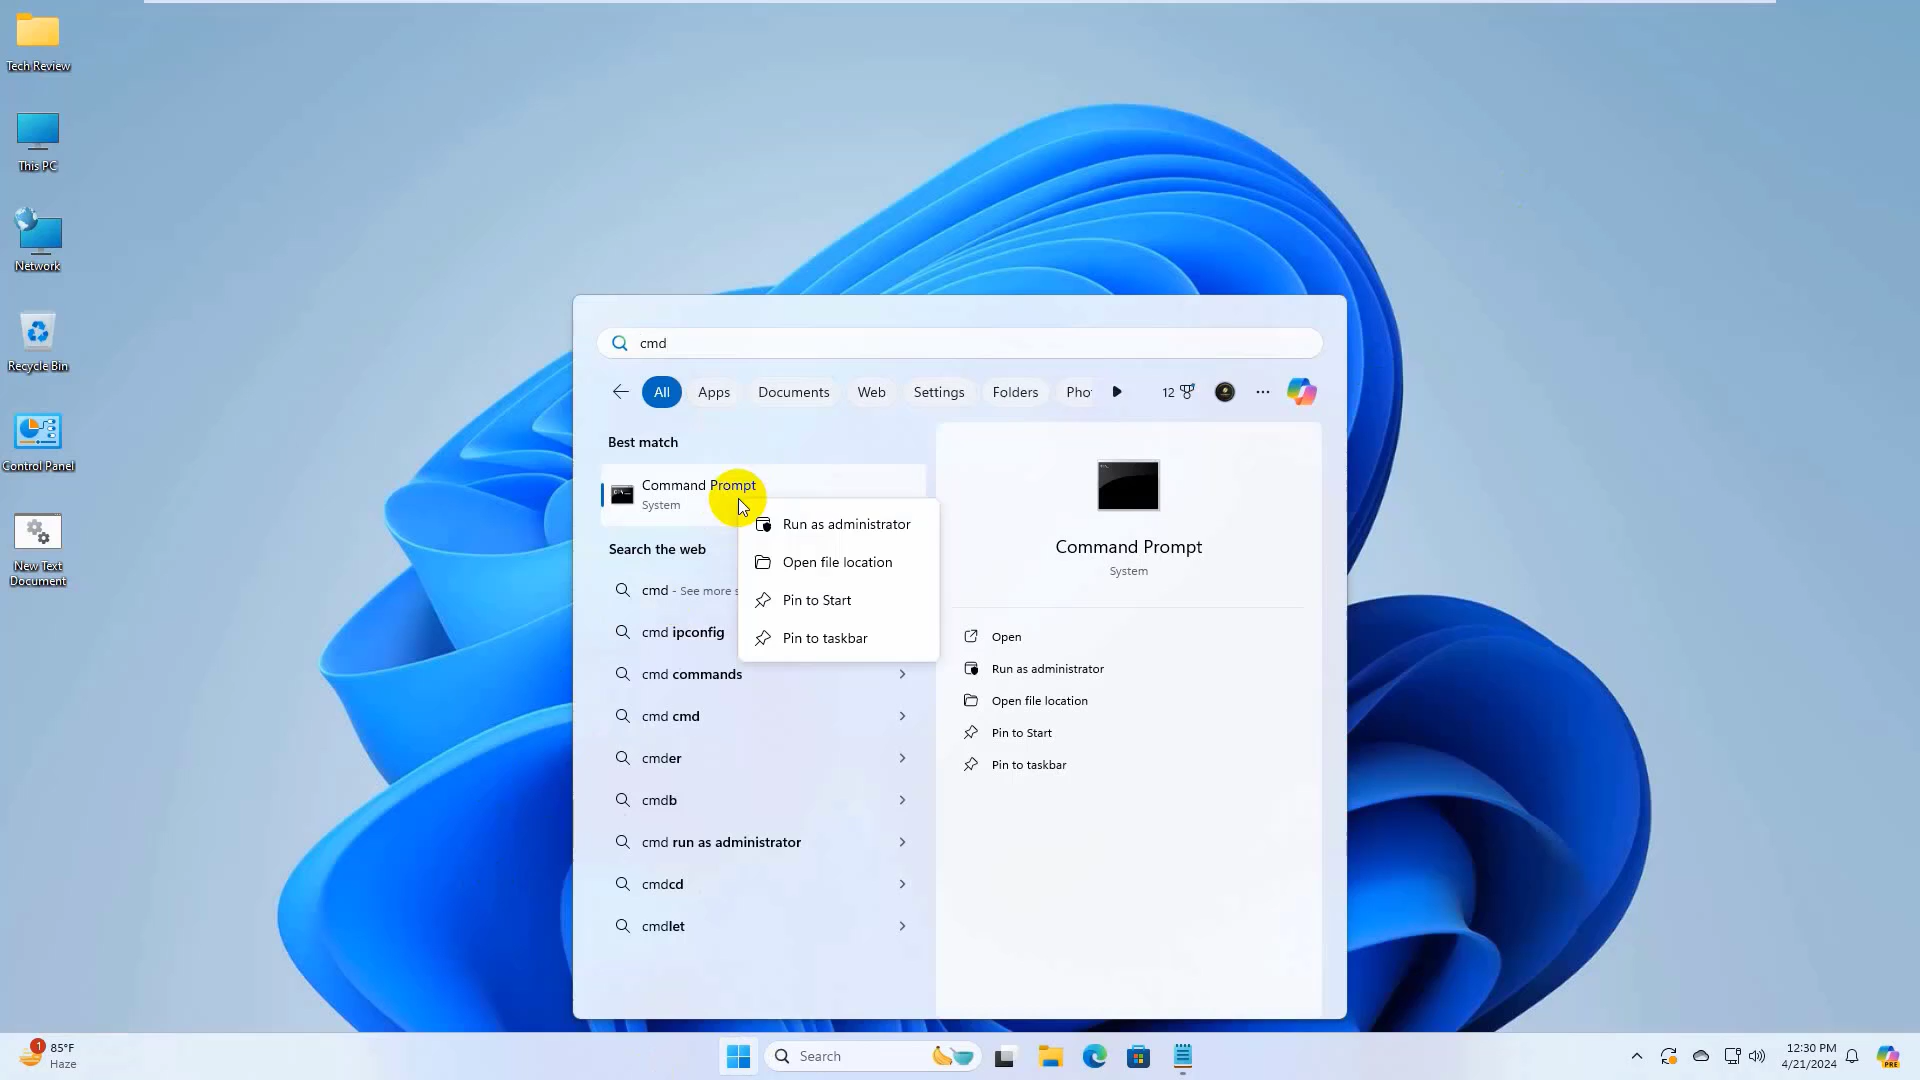 Tech Review
This PC
Network
Recycle Bin
Control Panel
New Text
Document
cmd
All
Apps
Documents
Web
Settings
Folders
Pho
12
Best match
Command Prompt
System
Run as administrator
Open file location
Pin to Start
Pin to taskbar
Search the web
cmd - See more s
cmd ipconfig
cmd commands
cmd cmd
cmder
cmdb
cmd run as administrator
cmdcd
cmdlet
Command Prompt
System
Open
Run as administrator
Open file location
Pin to Start
Pin to taskbar
1
85°F
Haze
Search
12:30 PM
4/21/2024
PRE